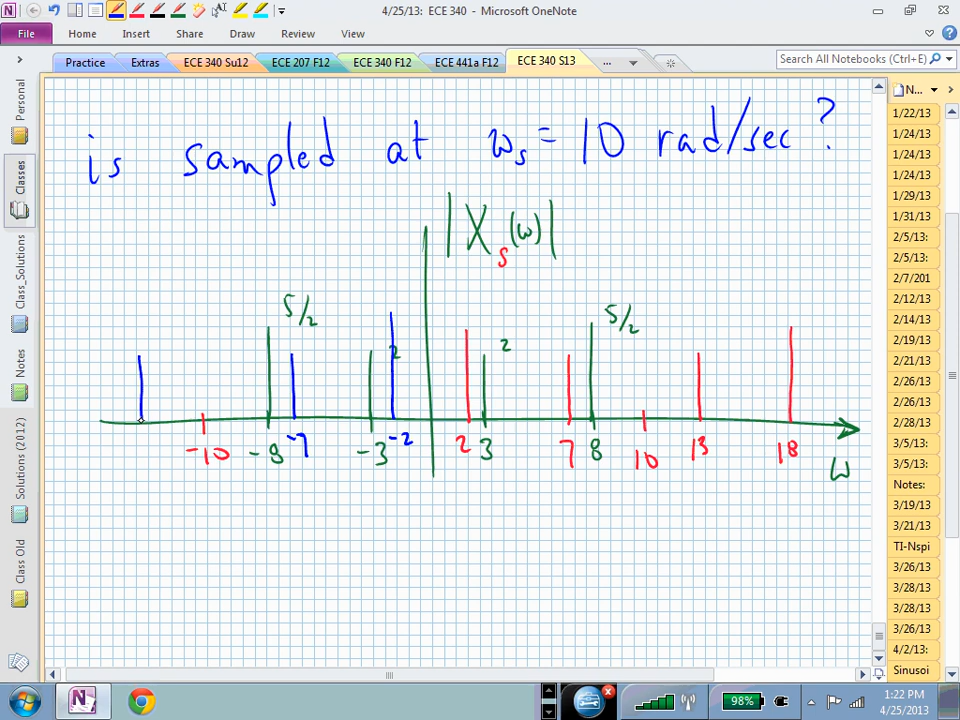 4/25/13: ECE 340 - Microsoft OneNote
File Home Insert Share Draw Review View
Practice Extras ECE 340 Su12 ECE 207 F12 ECE 340 F12 ECE 441a F12 ECE 340 S13 ... Search All Notebooks (Ctrl+E)
Personal
Classes
Class_Solutions
Notes
Solutions (2012)
Class Old
is sampled at ωs = 10 rad/sec ?
|Xs(ω)|
5/2 2 2 5/2
-10 -8 -7 -3 -2 2 3 7 8 10 13 18
ω
N...
1/22/13
1/24/13
1/24/13
1/24/13
1/29/13
1/31/13
2/5/13:
2/5/13:
2/7/201
2/12/13
2/14/13
2/19/13
2/21/13
2/26/13
2/26/13
2/28/13
3/5/13:
3/5/13:
Notes:
3/19/13
3/21/13
TI-Nspi
3/26/13
3/28/13
3/28/13
3/26/13
4/2/13:
Sinusoi
98%
1:22 PM
4/25/2013